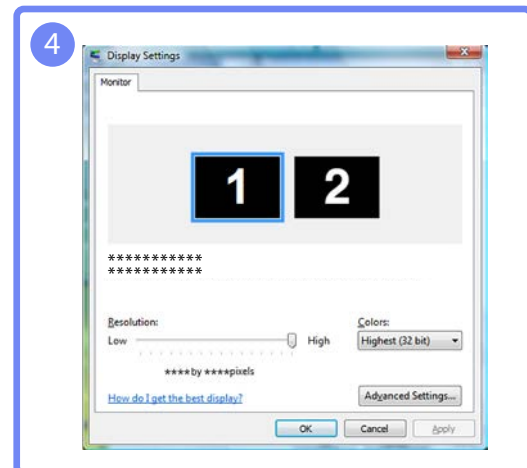 4
Display Settings
Monitor
1 2
***********
***********
Resolution: Colors:
Low High Highest (32 bit)
****by ****pixels
How do I get the best display? Advanced Settings...
OK Cancel Apply